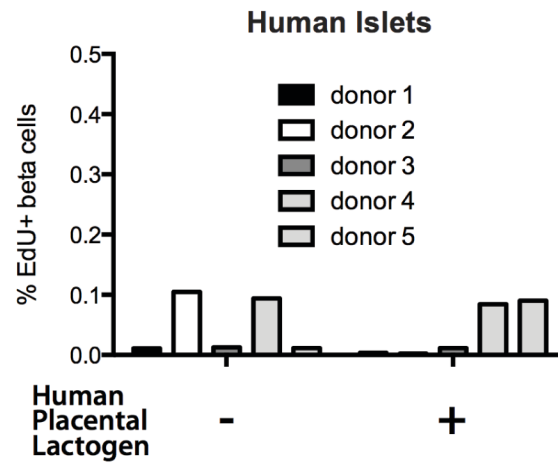 Human Islets
% EdU+ beta cells
0.5
0.4
0.3
0.2
0.1
0.0
donor 1
donor 2
donor 3
donor 4
donor 5
Human
Placental
Lactogen
- +